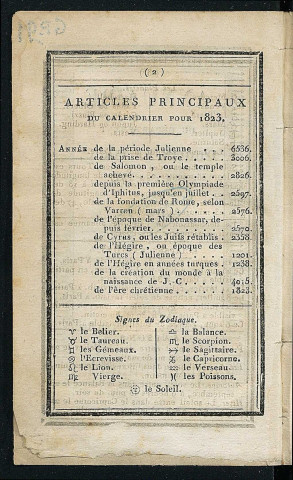 (2)
ARTICLES PRINCIPAUX
DU CALENDRIER POUR 1823.
ANNÉE de la période Julienne . . . 6536.
de la prise de Troye . . . 3006.
de Salomon, ou le temple
achevé. . . . 2826.
depuis la première Olympiade
d'Iphitus, jusqu'en juillet . . 2597.
de la fondation de Rome, selon
Varren ( mars ) . . . 2576.
de l'époque de Nabonassar, de-
puis février. . . . 2570.
de Cyrus, ou les Juifs rétablis . 2358.
de l'Hégire, ou époque des
Turcs ( Julienne ) . . . 1201.
de l'Hégire en années turques . 1238.
de la création du monde à la
naissance de J. C. . . . 4015.
de l'ère chrétienne . . . 1823.
Signes du Zodiaque.
♈ le Belier. ♎ la Balance.
♉ le Taureau. ♏ le Scorpion.
♊ les Gémeaux. ♐ le Sagittaire.
♋ l'Ecrevisse. ♑ le Capricorne.
♌ le Lion. ♒ le Verseau.
♍ Vierge. ♓ les Poissons.
☉ le Soleil.